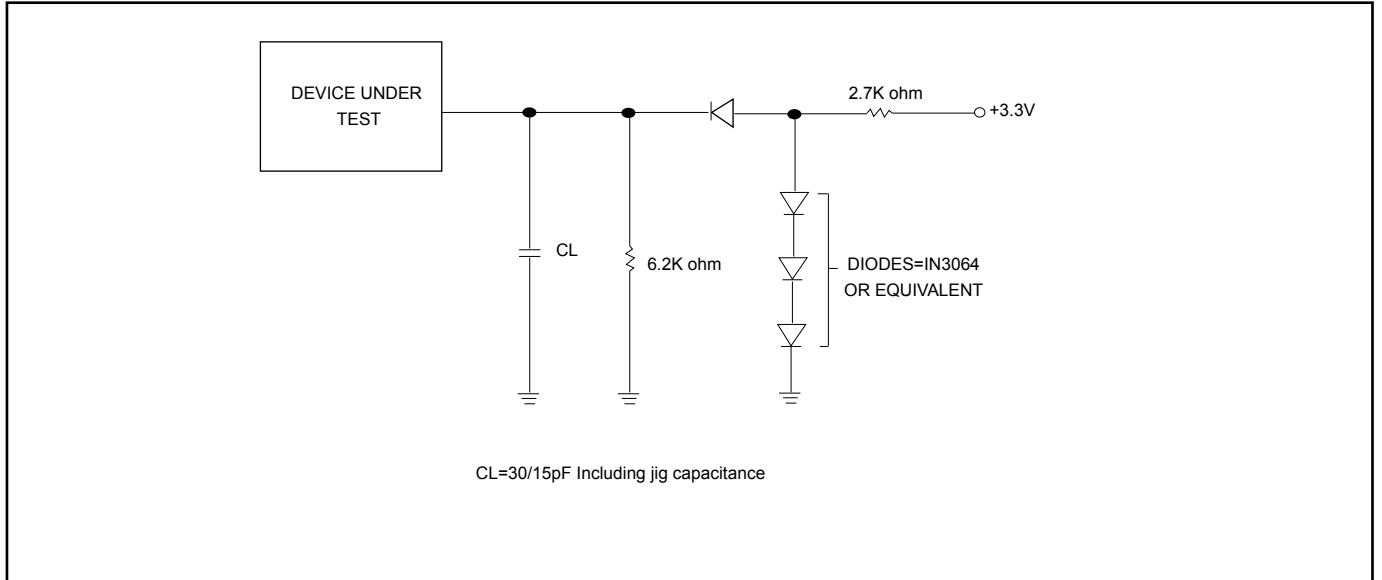 DEVICE UNDER
TEST
2.7K ohm
+3.3V
CL
6.2K ohm
DIODES=IN3064
OR EQUIVALENT
CL=30/15pF Including jig capacitance